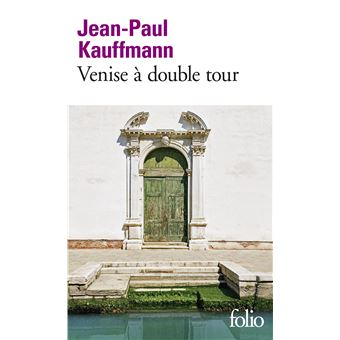 Jean-Paul
Kauffmann
Venise à double tour
folio